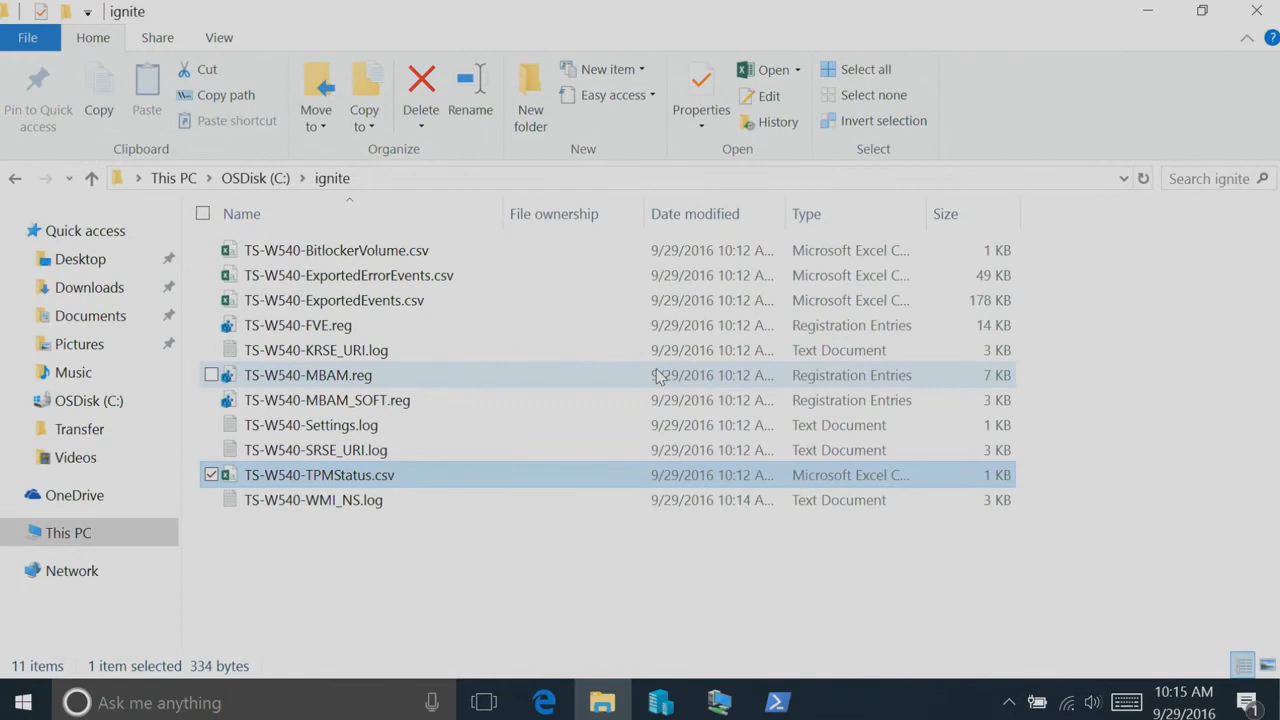 ignite
File Home Share View
Pin to Quick access
Copy
Paste
Cut
Copy path
Paste shortcut
Clipboard
Move to
Copy to
Delete
Rename
Organize
New folder
New item
Easy access
New
Properties
Open
Edit
History
Open
Select all
Select none
Invert selection
Select
This PC OSDisk (C:) ignite
Search ignite
Quick access
Desktop
Downloads
Documents
Pictures
Music
OSDisk (C:)
Transfer
Videos
OneDrive
This PC
Network
Name File ownership Date modified Type Size
TS-W540-BitlockerVolume.csv 9/29/2016 10:12 A... Microsoft Excel C... 1 KB
TS-W540-ExportedErrorEvents.csv 9/29/2016 10:12 A... Microsoft Excel C... 49 KB
TS-W540-ExportedEvents.csv 9/29/2016 10:12 A... Microsoft Excel C... 178 KB
TS-W540-FVE.reg 9/29/2016 10:12 A... Registration Entries 14 KB
TS-W540-KRSE_URI.log 9/29/2016 10:12 A... Text Document 3 KB
TS-W540-MBAM.reg 9/29/2016 10:12 A... Registration Entries 7 KB
TS-W540-MBAM_SOFT.reg 9/29/2016 10:12 A... Registration Entries 3 KB
TS-W540-Settings.log 9/29/2016 10:12 A... Text Document 1 KB
TS-W540-SRSE_URI.log 9/29/2016 10:12 A... Text Document 3 KB
TS-W540-TPMStatus.csv 9/29/2016 10:12 A... Microsoft Excel C... 1 KB
TS-W540-WMI_NS.log 9/29/2016 10:14 A... Text Document 3 KB
11 items 1 item selected 334 bytes
Ask me anything
10:15 AM
9/29/2016
1